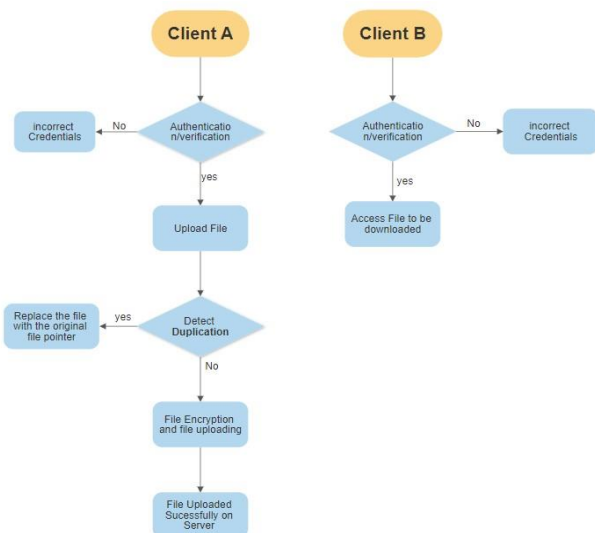 Client A
Client B
incorrect
Credentials
No
Authenticatio
n/verification
Authenticatio
n/verification
No
incorrect
Credentials
yes
yes
Upload File
Access File to be
downloaded
Replace the file
with the original
file pointer
yes
Detect
Duplication
No
File Encryption
and file uploading
File Uploaded
Sucessfully on
Server